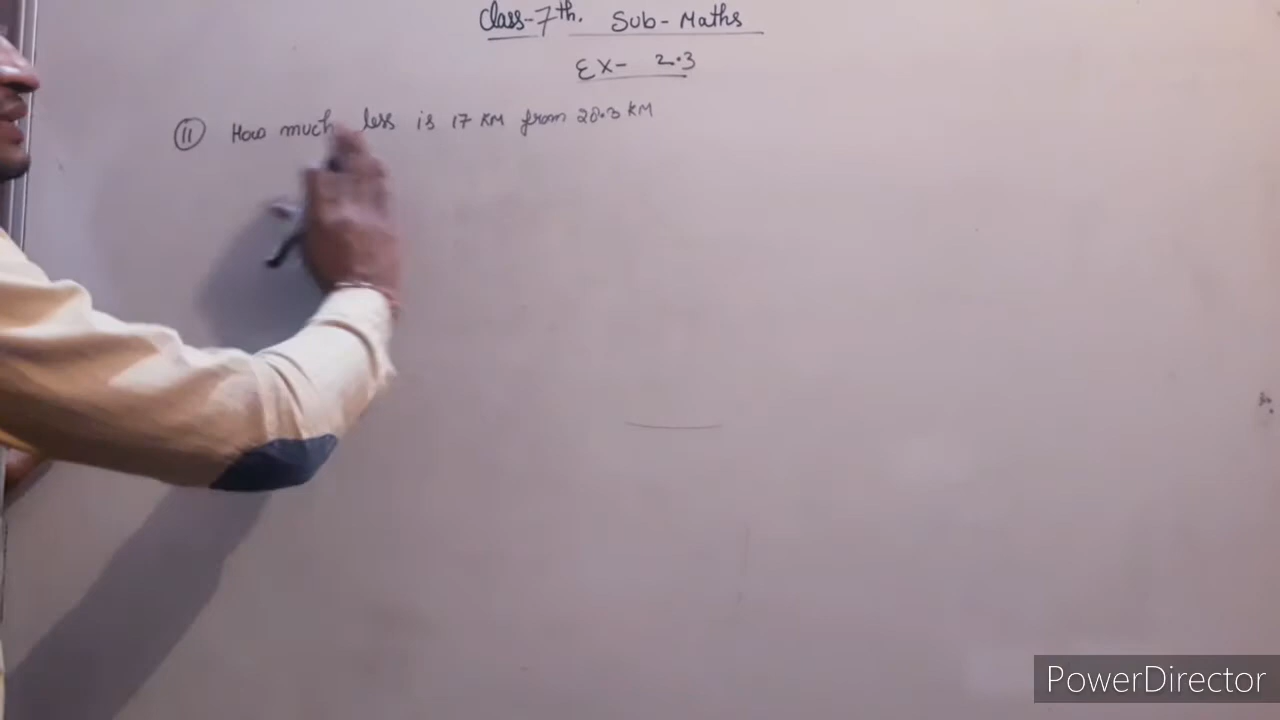 Class-7th. Sub-Maths
EX- 2.3
11 How much less is 17 KM from 28.3 KM
PowerDirector